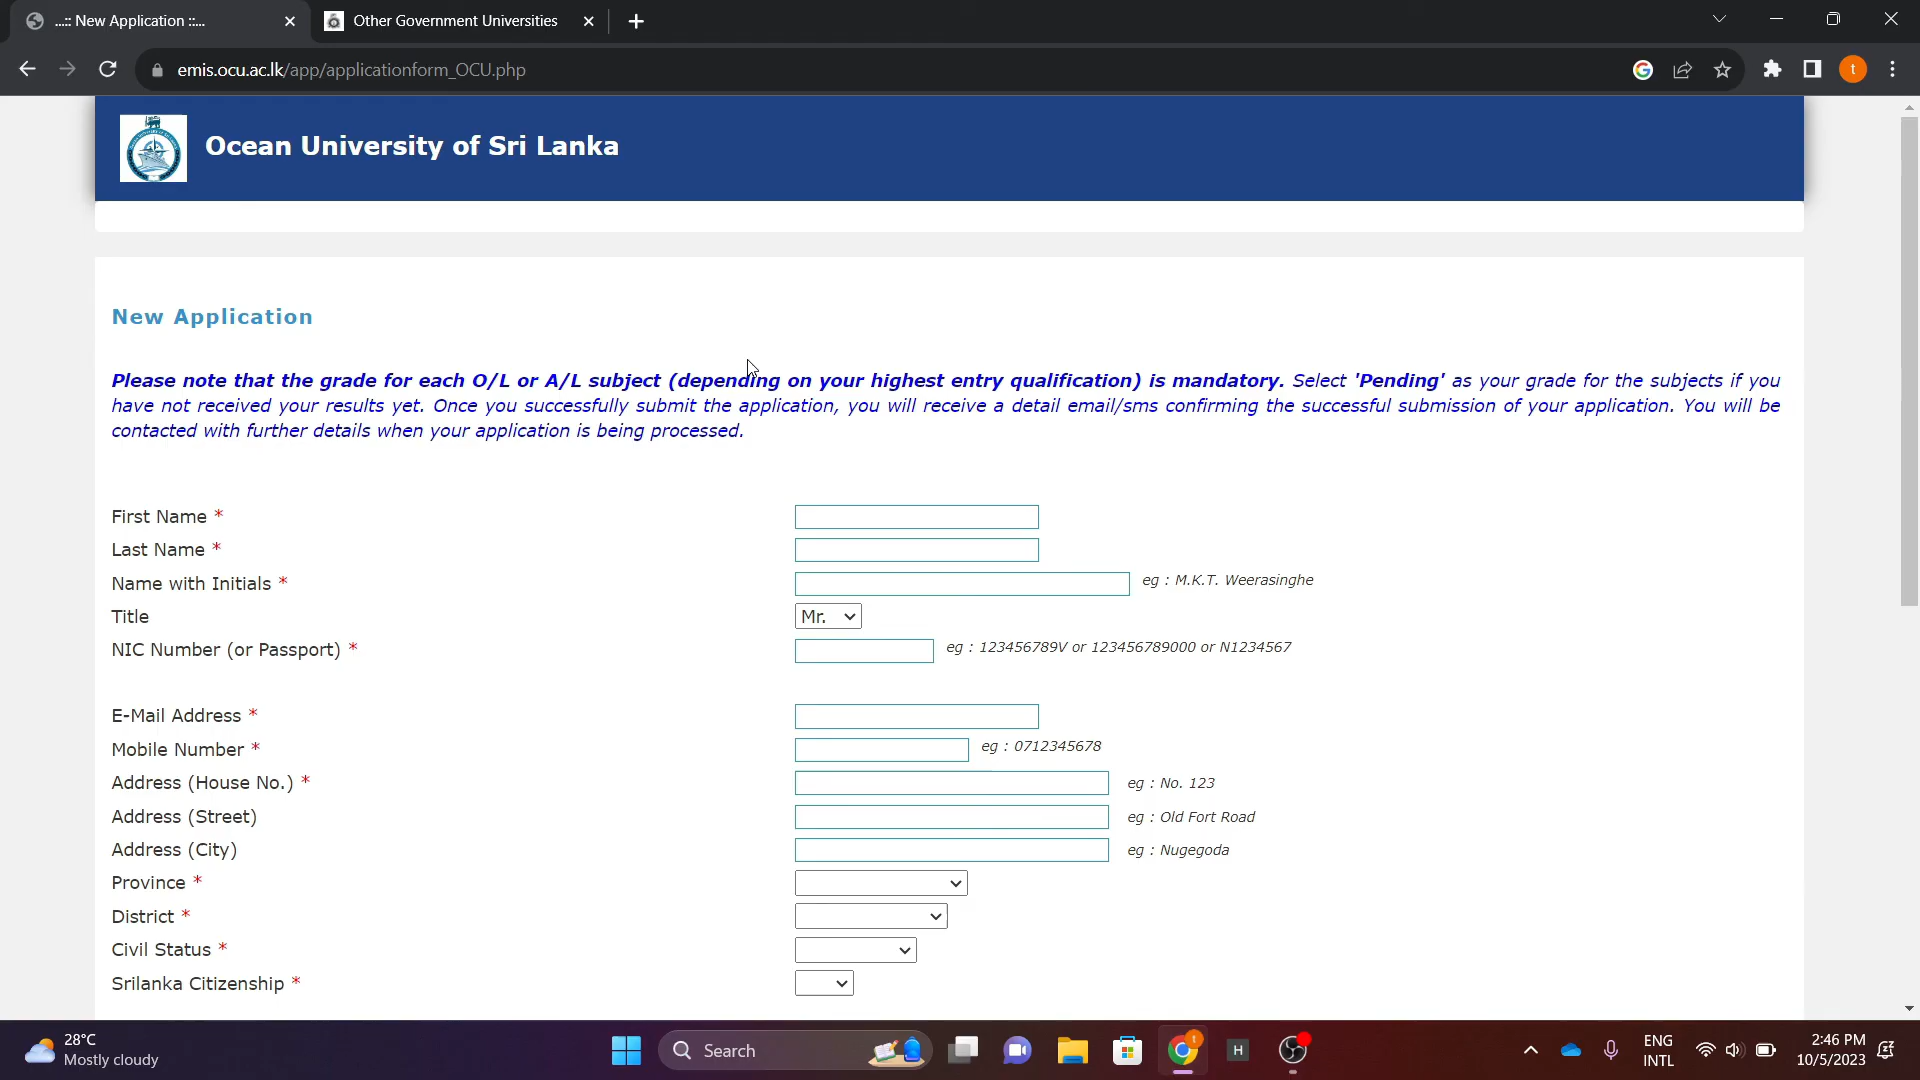 ...:: New Application ::...
Other Government Universities
emis.ocu.ac.lk/app/applicationform_OCU.php
t
Ocean University of Sri Lanka
New Application
Please note that the grade for each O/L or A/L subject (depending on your highest entry qualification) is mandatory. Select 'Pending' as your grade for the subjects if you
have not received your results yet. Once you successfully submit the application, you will receive a detail email/sms confirming the successful submission of your application. You will be
contacted with further details when your application is being processed.
First Name *
Last Name *
Name with Initials * eg : M.K.T. Weerasinghe
Title Mr.
NIC Number (or Passport) * eg : 123456789V or 123456789000 or N1234567
E-Mail Address *
Mobile Number * eg : 0712345678
Address (House No.) * eg : No. 123
Address (Street) eg : Old Fort Road
Address (City) eg : Nugegoda
Province *
District *
Civil Status *
Srilanka Citizenship *
28°C
Mostly cloudy
Search
t
H
ENG
INTL
2:46 PM
10/5/2023